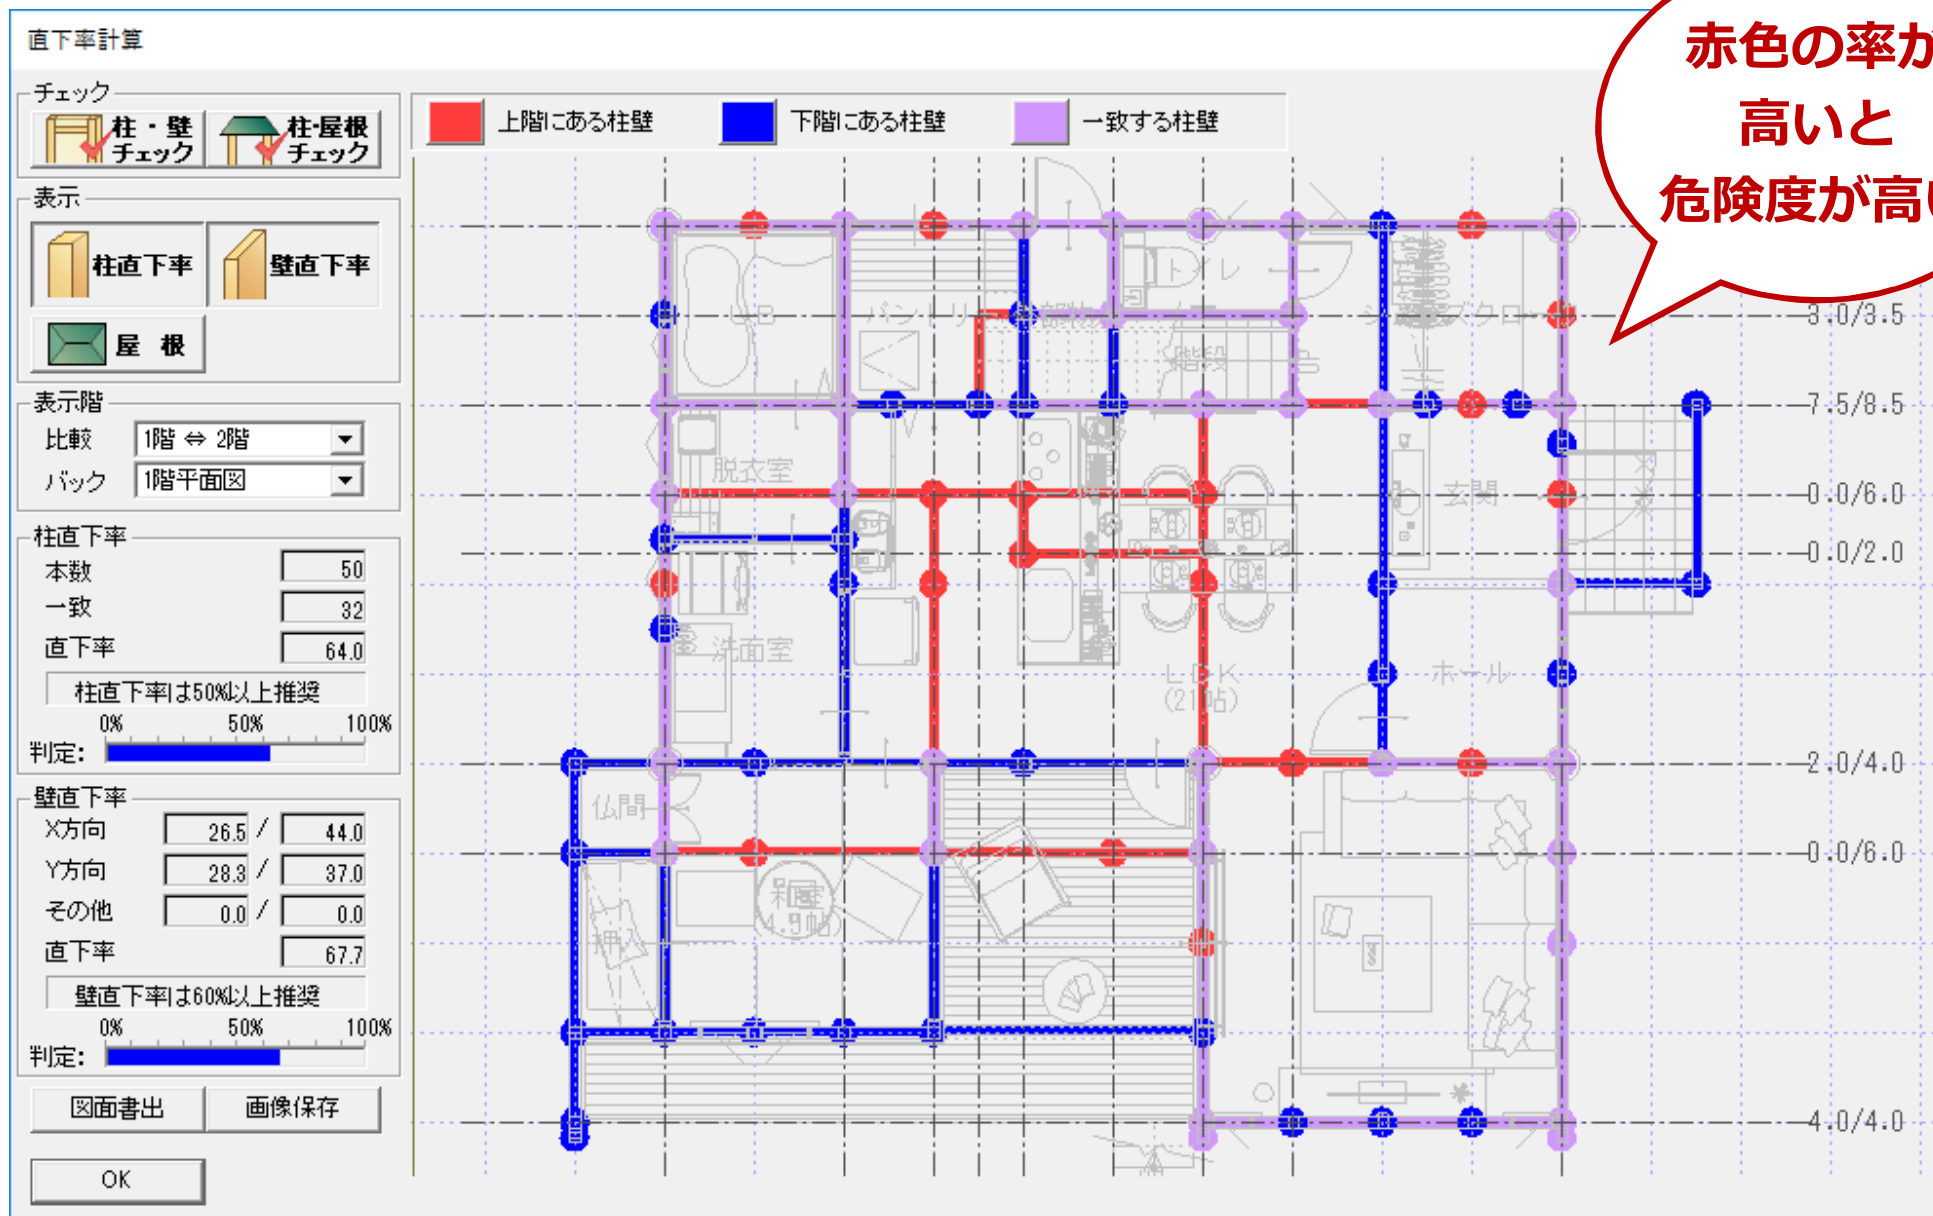 直下率計算
赤色の率が
高いと
危険度が高い
チェック
柱・壁
チェック
柱・屋根
チェック
上階にある柱壁
下階にある柱壁
一致する柱壁
表示
柱直下率
壁直下率
屋 根
表示階
比較 1階 ⇔ 2階
バック 1階平面図
柱直下率
本数 50
一致 32
直下率 64.0
柱直下率は50%以上推奨
0% 50% 100%
判定:
壁直下率
X方向 26.5 / 44.0
Y方向 28.3 / 37.0
その他 0.0 / 0.0
直下率 67.7
壁直下率は60%以上推奨
0% 50% 100%
判定:
図面書出
画像保存
OK
トイレ
階段
3.0/3.5
7.5/8.5
脱衣室
玄関
0.0/6.0
0.0/2.0
洗面室
LDK
ホール
2.0/4.0
仏間
0.0/6.0
押入
4.0/4.0